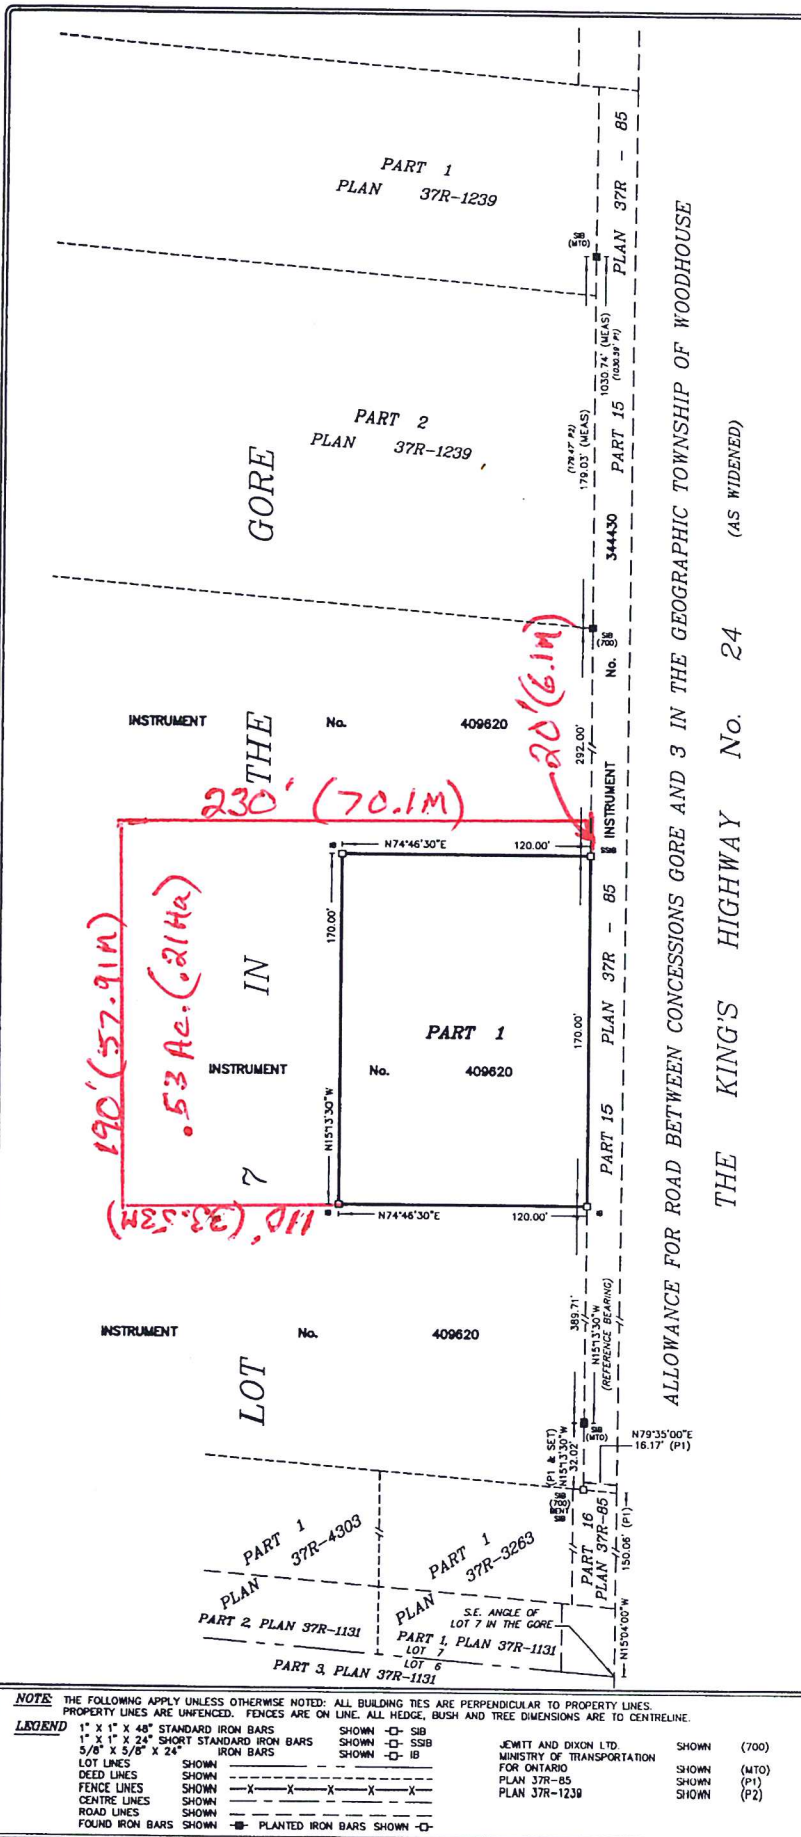 PART 1
PLAN 37R-1239
PLAN 37R - 85
SIB
(MTO)
1030.74' (MEAS)
(1030.59' P1)
PART 2
PLAN 37R-1239
(179.47' P2)
179.03' (MEAS)
PART 15
344430
GORE
SIB
(700)
No.
20' (6.1M)
INSTRUMENT No. 409620
THE
292.00'
INSTRUMENT
230' (70.1M)
IB
N74°46'30"E 120.00'
SSIB
170.00'
190' (57.91M)
.53 Ac. (.21Ha)
IN
PART 1
INSTRUMENT No. 409620
170.00'
PART 15 PLAN 37R - 85
N15°13'30"W
7
110' (33.53M)
IB
N74°46'30"E 120.00'
IB
ALLOWANCE FOR ROAD BETWEEN CONCESSIONS GORE AND 3 IN THE GEOGRAPHIC TOWNSHIP OF WOODHOUSE
THE KING'S HIGHWAY No. 24 (AS WIDENED)
INSTRUMENT No. 409620
LOT
389.71'
N15°13'30"W
(REFERENCE BEARING)
SIB
(MTO)
N79°35'00"E
16.17' (P1)
(P1 & SET)
N15°13'30"W
32.02'
SIB
(700)
BENT
SIB
PART 16
PLAN 37R-85
150.06' (P1)
N15°04'00"W
PART 1
PLAN 37R-4303
PART 1
PLAN 37R-3263
S.E. ANGLE OF
LOT 7 IN THE GORE
PART 2, PLAN 37R-1131
PART 1, PLAN 37R-1131
LOT 7
LOT 6
PART 3, PLAN 37R-1131
NOTE: THE FOLLOWING APPLY UNLESS OTHERWISE NOTED: ALL BUILDING TIES ARE PERPENDICULAR TO PROPERTY LINES.
PROPERTY LINES ARE UNFENCED. FENCES ARE ON LINE. ALL HEDGE, BUSH AND TREE DIMENSIONS ARE TO CENTRELINE.
LEGEND 1" X 1" X 48" STANDARD IRON BARS SHOWN SIB
1" X 1" X 24" SHORT STANDARD IRON BARS SHOWN SSIB
5/8" X 5/8" X 24" IRON BARS SHOWN IB
LOT LINES SHOWN
DEED LINES SHOWN
FENCE LINES SHOWN X X X X X
CENTRE LINES SHOWN
ROAD LINES SHOWN
FOUND IRON BARS SHOWN PLANTED IRON BARS SHOWN
JEWITT AND DIXON LTD. SHOWN (700)
MINISTRY OF TRANSPORTATION
FOR ONTARIO SHOWN (MTO)
PLAN 37R-85 SHOWN (P1)
PLAN 37R-1239 SHOWN (P2)